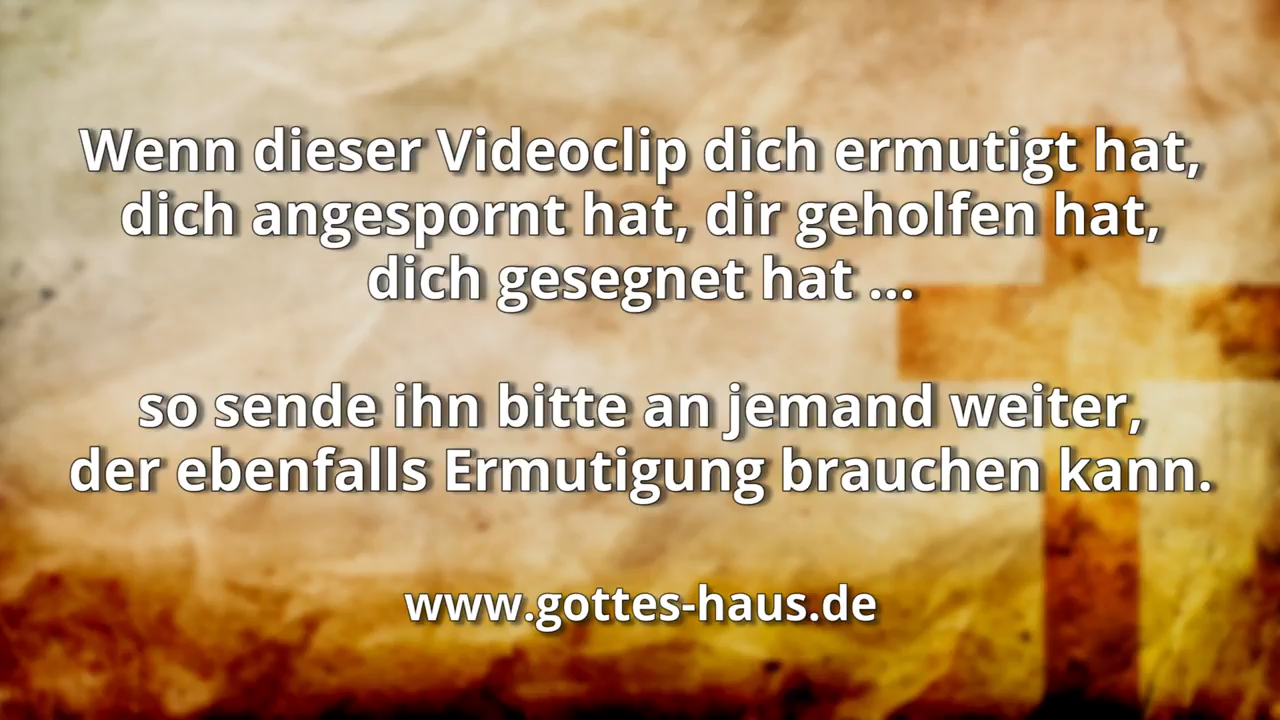 Wenn dieser Videoclip dich ermutigt hat,
dich angespornt hat, dir geholfen hat,
dich gesegnet hat ...
so sende ihn bitte an jemand weiter,
der ebenfalls Ermutigung brauchen kann.
www.gottes-haus.de